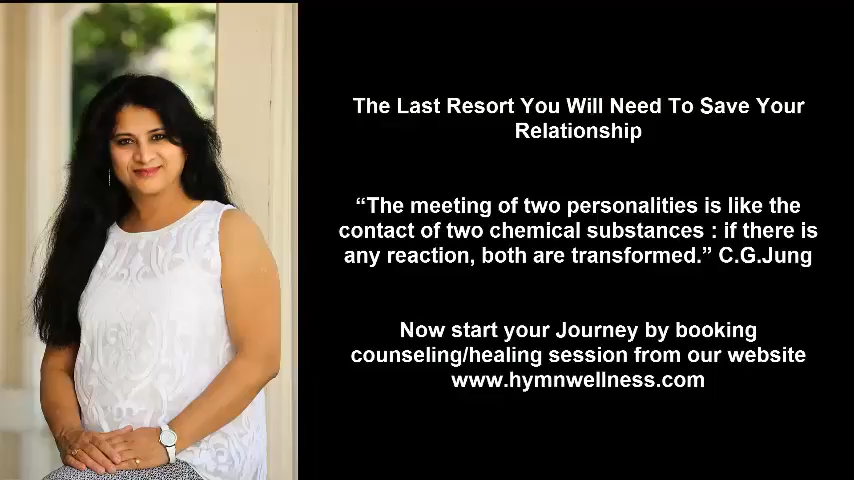 The Last Resort You Will Need To Save Your
Relationship
“The meeting of two personalities is like the
contact of two chemical substances : if there is
any reaction, both are transformed.” C.G.Jung
Now start your Journey by booking
counseling/healing session from our website
www.hymnwellness.com